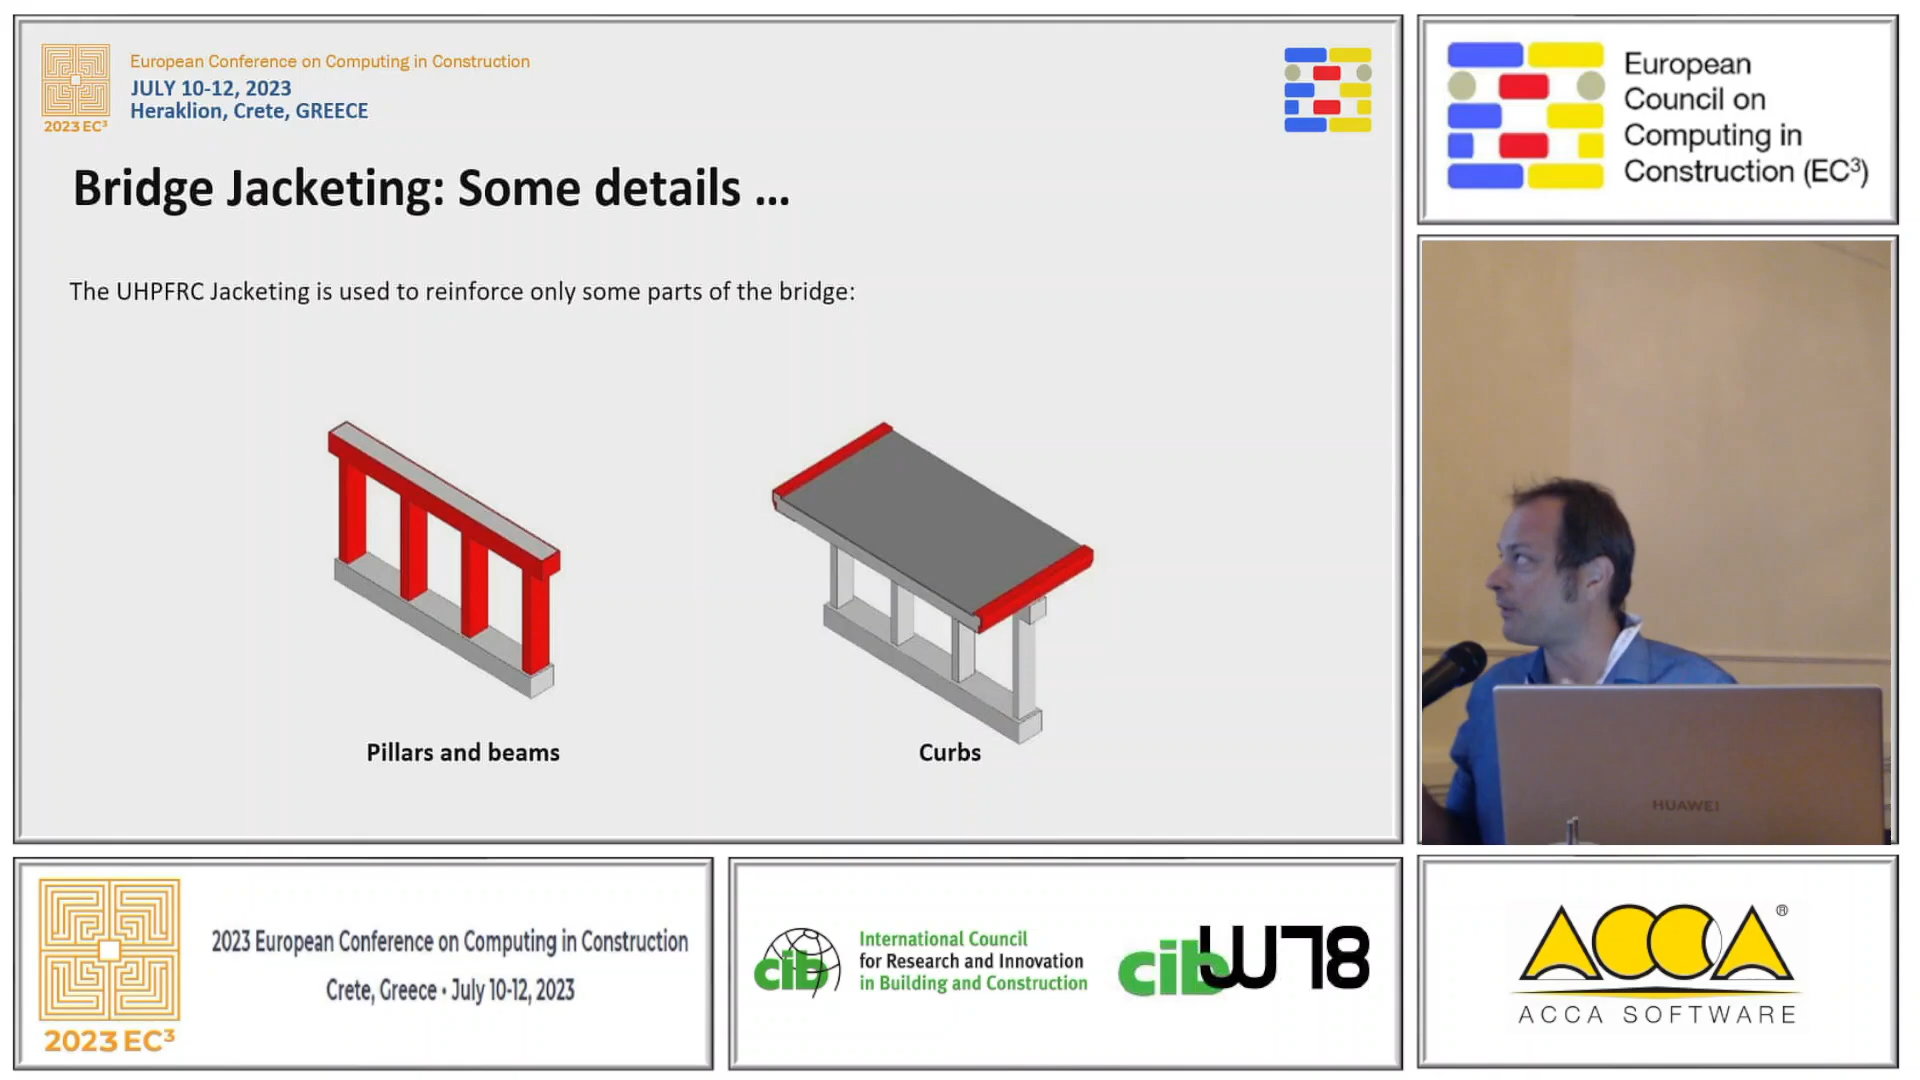 European Conference on Computing in Construction
JULY 10-12, 2023
Heraklion, Crete, GREECE
2023 EC³
Bridge Jacketing: Some details ...
The UHPFRC Jacketing is used to reinforce only some parts of the bridge:
Pillars and beams
Curbs
European
Council on
Computing in
Construction (EC³)
HUAWEI
2023 European Conference on Computing in Construction
Crete, Greece • July 10-12, 2023
2023 EC³
cib
International Council
for Research and Innovation
in Building and Construction
cib W78
ACCA ®
ACCA SOFTWARE